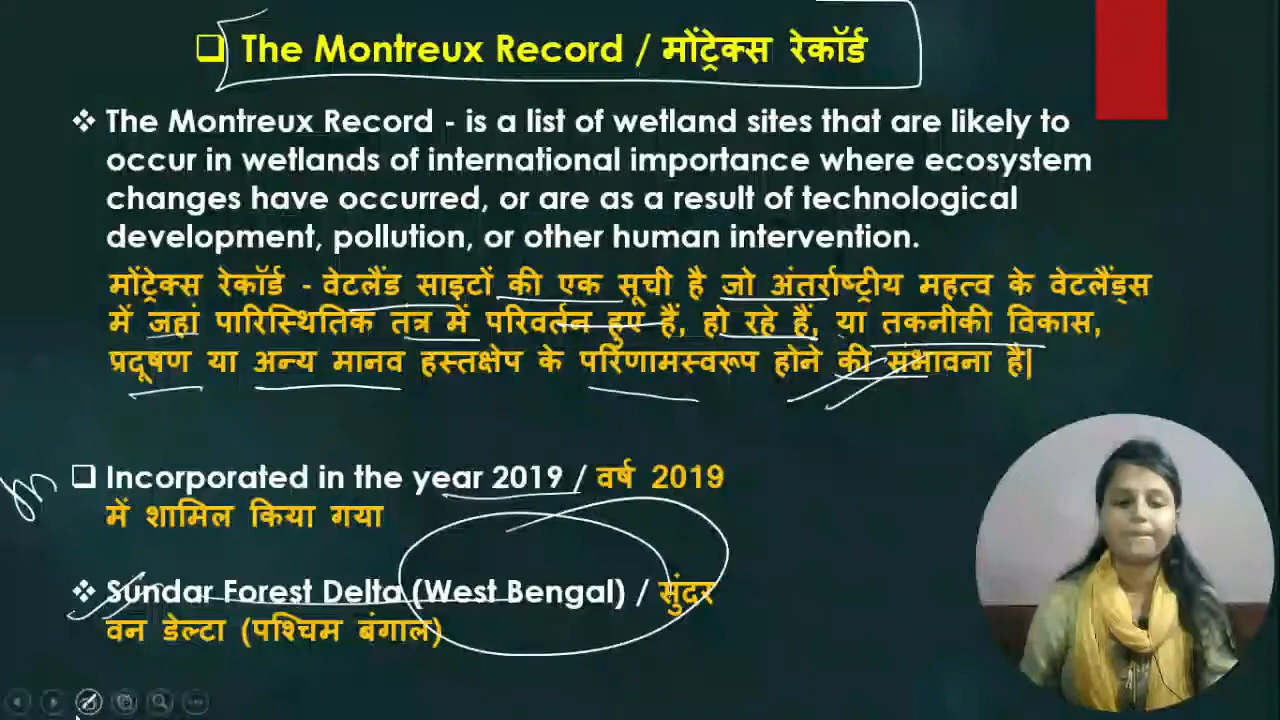 The Montreux Record / मोंट्रेक्स रेकॉर्ड
The Montreux Record - is a list of wetland sites that are likely to
occur in wetlands of international importance where ecosystem
changes have occurred, or are as a result of technological
development, pollution, or other human intervention.
मोंट्रेक्स रेकॉर्ड - वेटलैंड साइटों की एक सूची है जो अंतर्राष्ट्रीय महत्व के वेटलैंड्स
में जहां पारिस्थितिक तंत्र में परिवर्तन हुए हैं, हो रहे हैं, या तकनीकी विकास,
प्रदूषण या अन्य मानव हस्तक्षेप के परिणामस्वरूप होने की संभावना है|
Incorporated in the year 2019 / वर्ष 2019
में शामिल किया गया
Sundar Forest Delta (West Bengal) / सुंदर
वन डेल्टा (पश्चिम बंगाल)